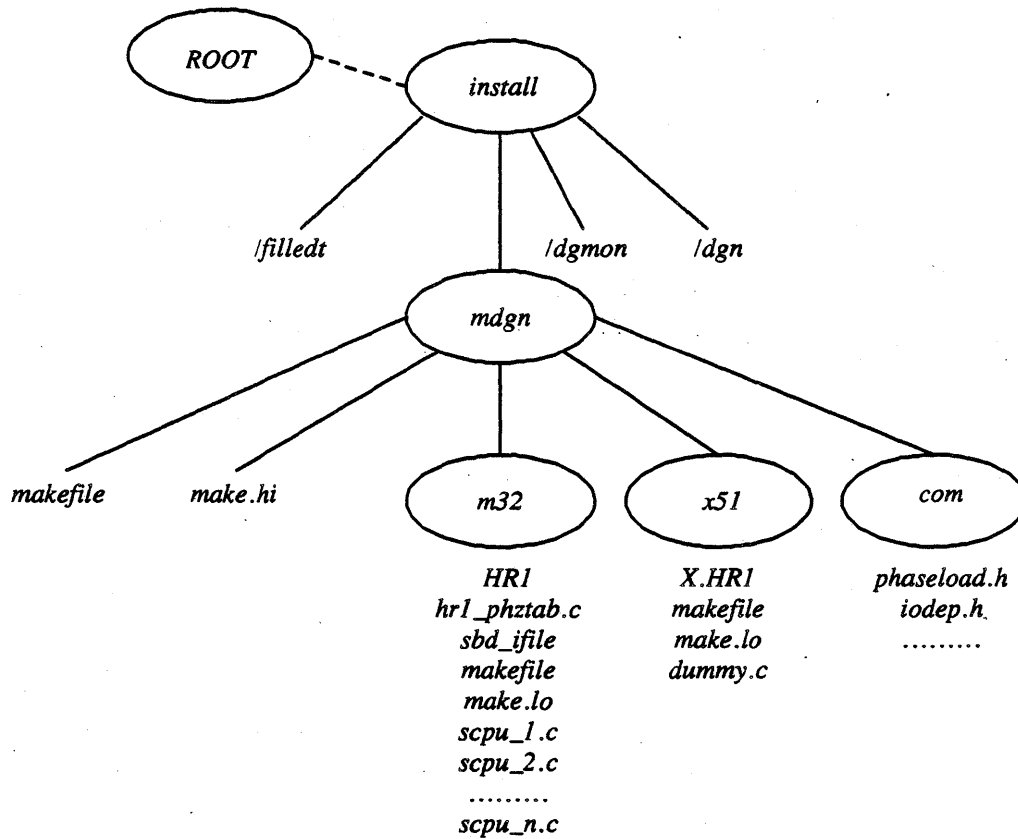 ROOT
install
/filledt
/dgmon
/dgn
mdgn
makefile
make.hi
m32
x51
com
HR1
hr1_phztab.c
sbd_ifile
makefile
make.lo
scpu_1.c
scpu_2.c
.........
scpu_n.c
X.HR1
makefile
make.lo
dummy.c
phaseload.h
iodep.h
.........